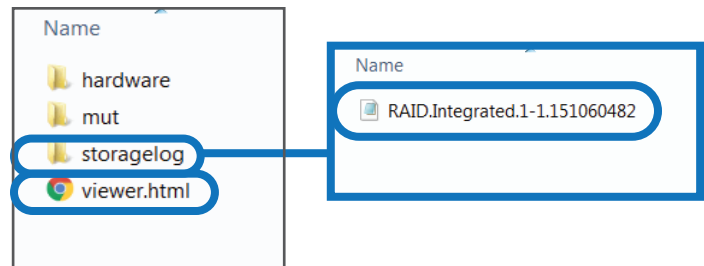 Name
hardware
mut
storagelog
viewer.html
Name
RAID.Integrated.1-1.151060482